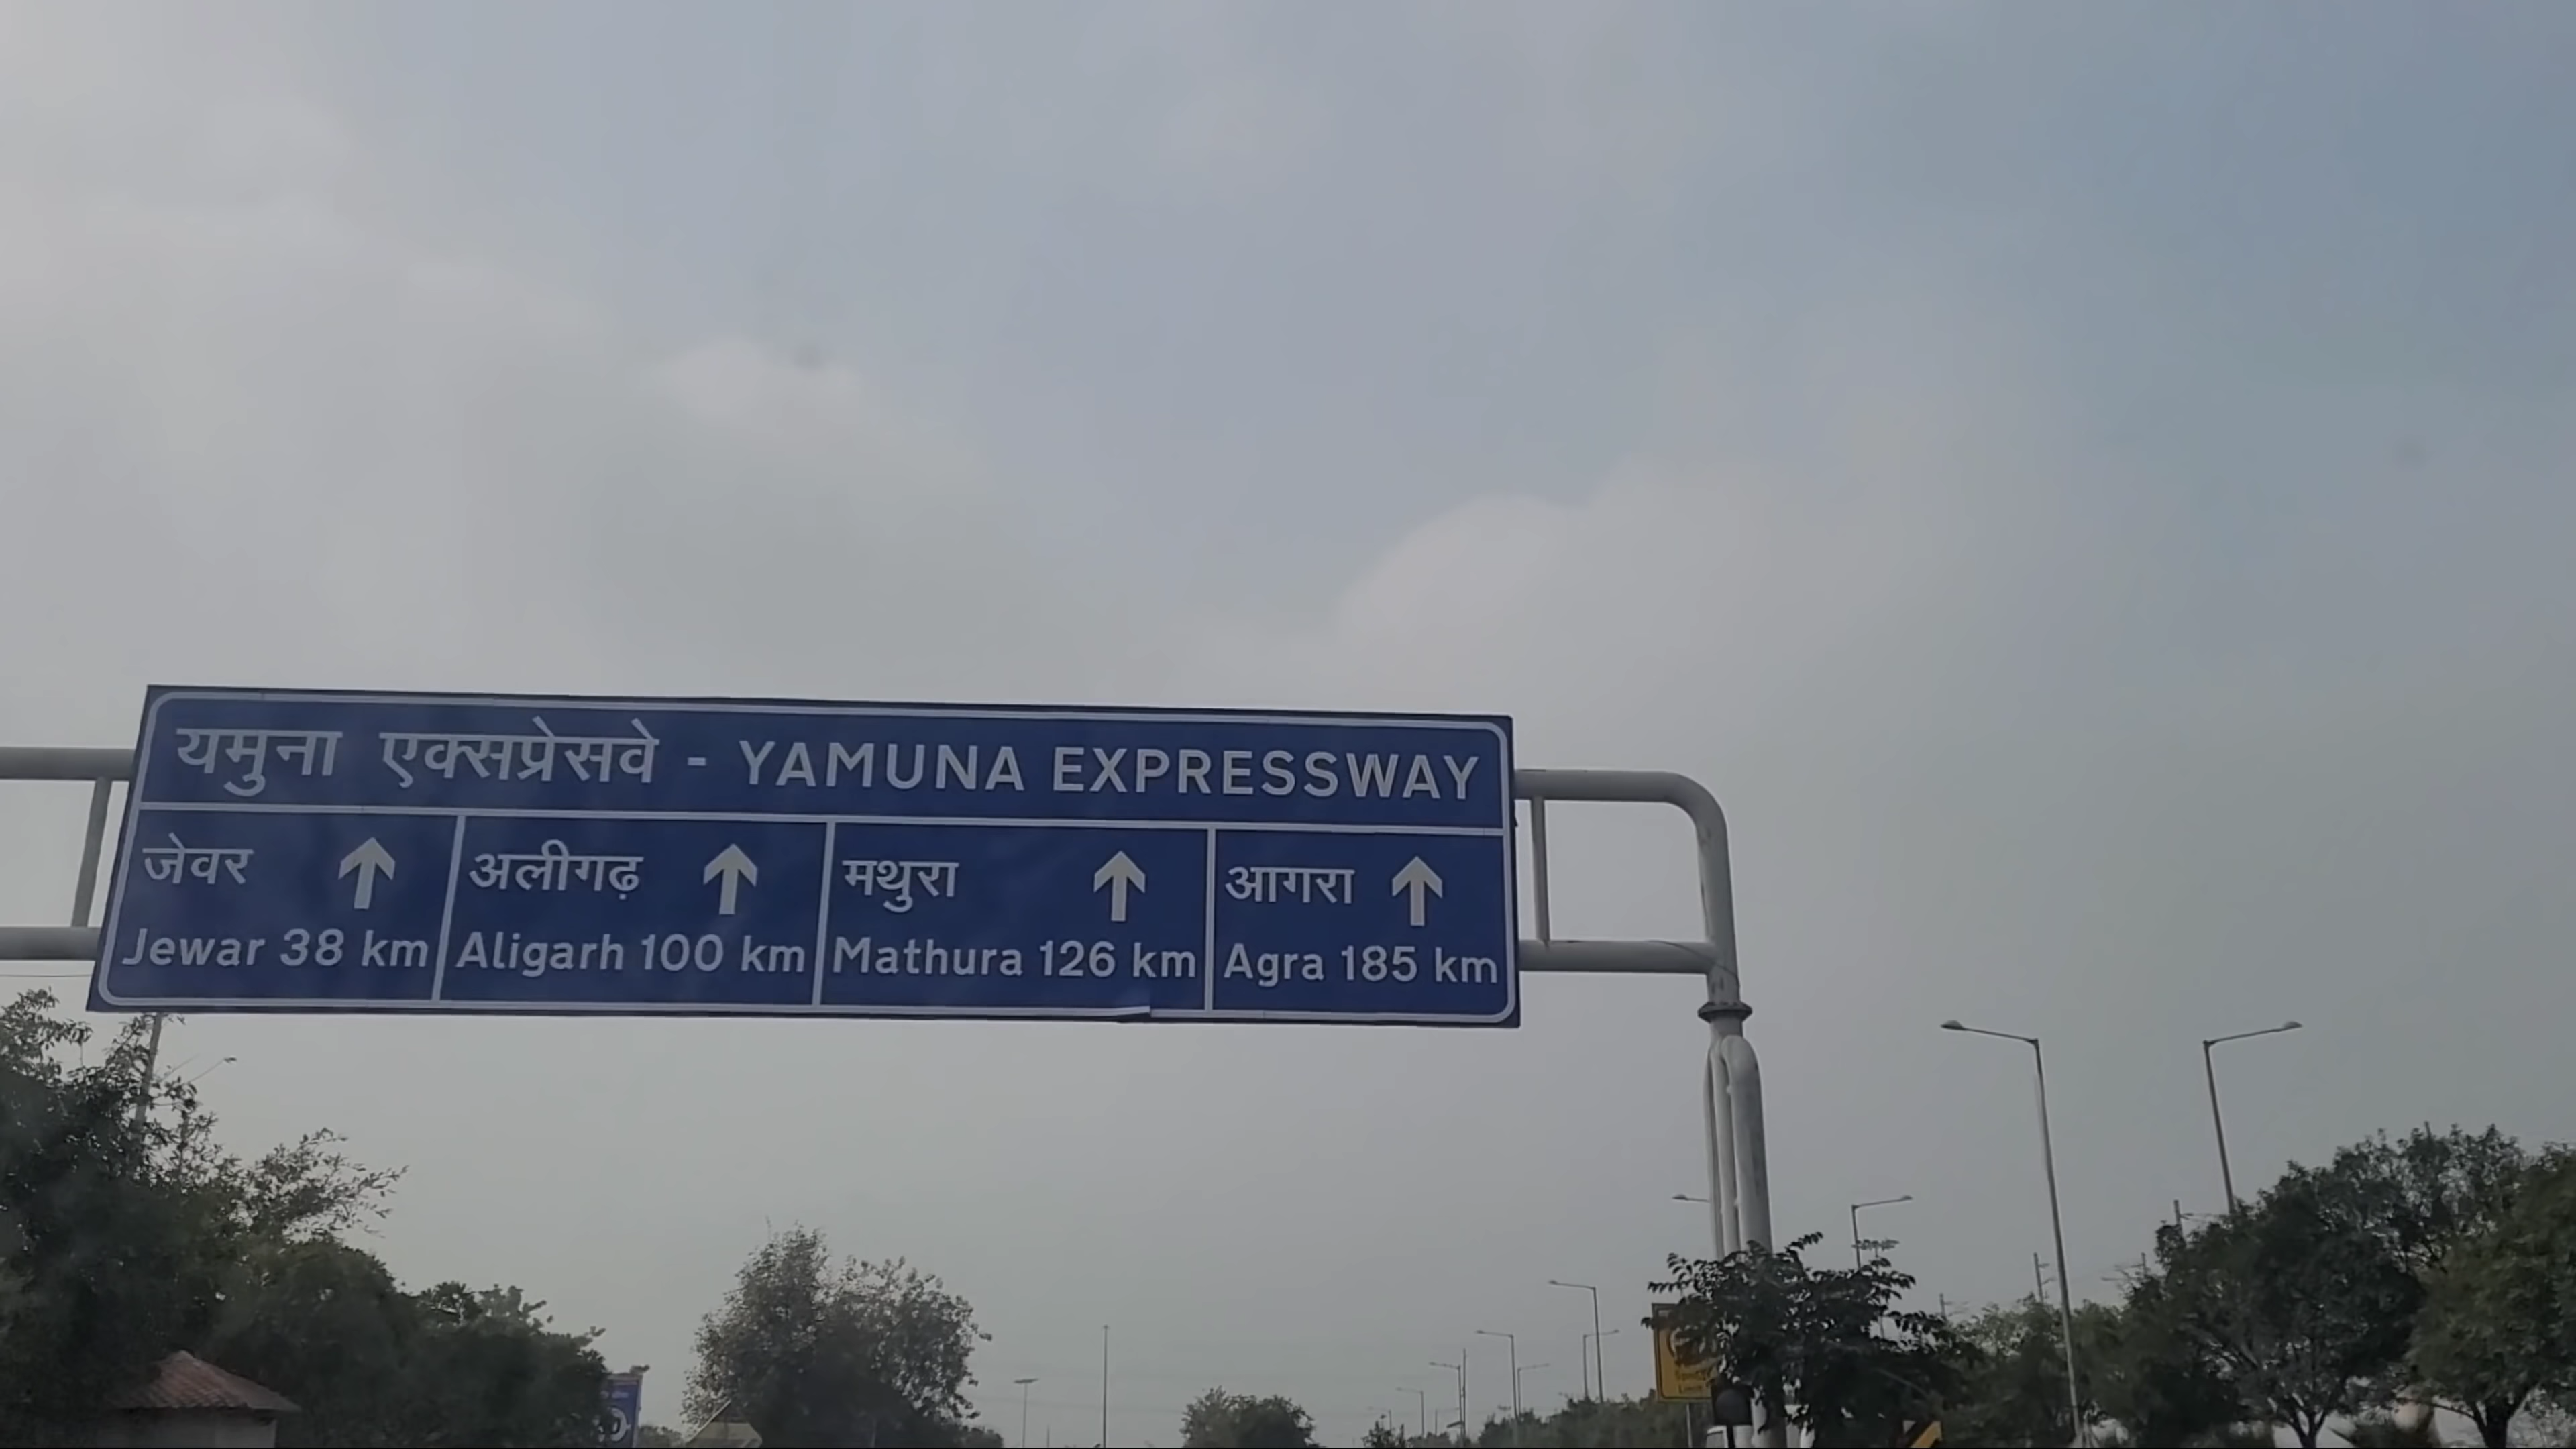 यमुना एक्सप्रेसवे - YAMUNA EXPRESSWAY
जेवर
Jewar 38 km
अलीगढ़
Aligarh 100 km
मथुरा
Mathura 126 km
आगरा
Agra 185 km